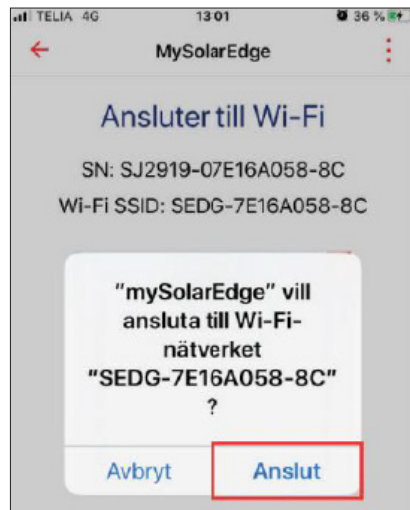 TELIA 4G 13 01 36 %
MySolarEdge
Ansluter till Wi-Fi
SN: SJ2919-07E16A058-8C
Wi-Fi SSID: SEDG-7E16A058-8C
"mySolarEdge" vill
ansluta till Wi-Fi-
nätverket
"SEDG-7E16A058-8C"
?
Avbryt Anslut